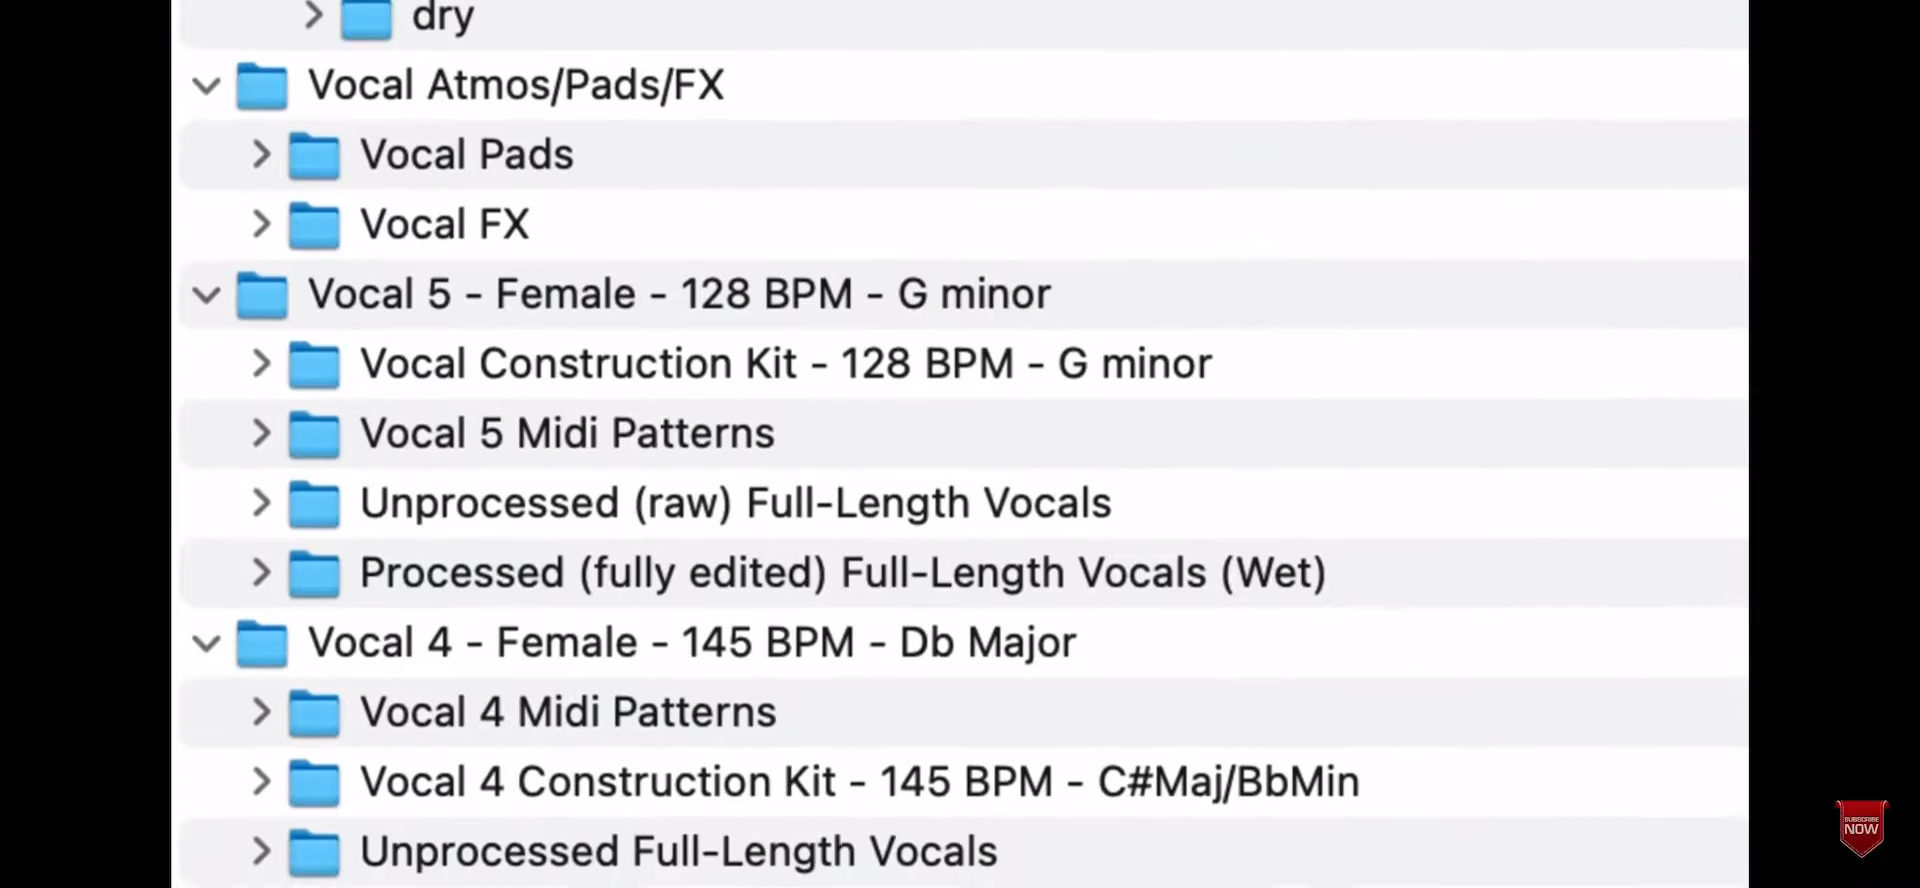 dry
Vocal Atmos/Pads/FX
Vocal Pads
Vocal FX
Vocal 5 - Female - 128 BPM - G minor
Vocal Construction Kit - 128 BPM - G minor
Vocal 5 Midi Patterns
Unprocessed (raw) Full-Length Vocals
Processed (fully edited) Full-Length Vocals (Wet)
Vocal 4 - Female - 145 BPM - Db Major
Vocal 4 Midi Patterns
Vocal 4 Construction Kit - 145 BPM - C#Maj/BbMin
Unprocessed Full-Length Vocals
SUBSCRIBE
NOW